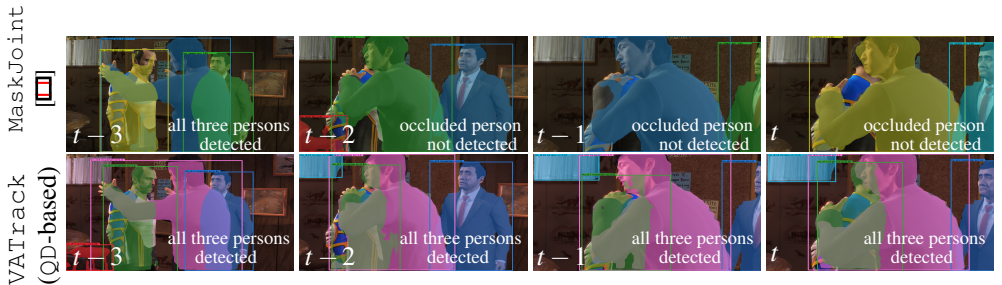 MaskJoint
[]
t − 3
all three persons
detected
t − 2
occluded person
not detected
t − 1
occluded person
not detected
t
occluded person
not detected
VATrack
(QD-based)
t − 3
all three persons
detected
t − 2
all three persons
detected
t − 1
all three persons
detected
t
all three persons
detected